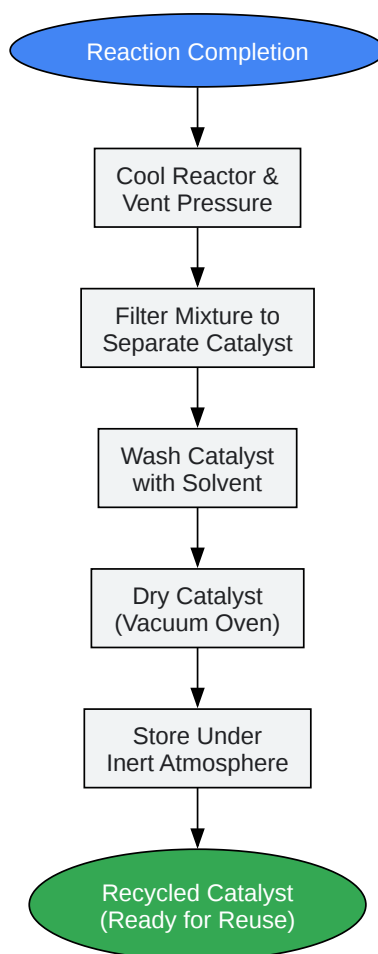 Reaction Completion
Cool Reactor &
Vent Pressure
Filter Mixture to
Separate Catalyst
Wash Catalyst
with Solvent
Dry Catalyst
(Vacuum Oven)
Store Under
Inert Atmosphere
Recycled Catalyst
(Ready for Reuse)